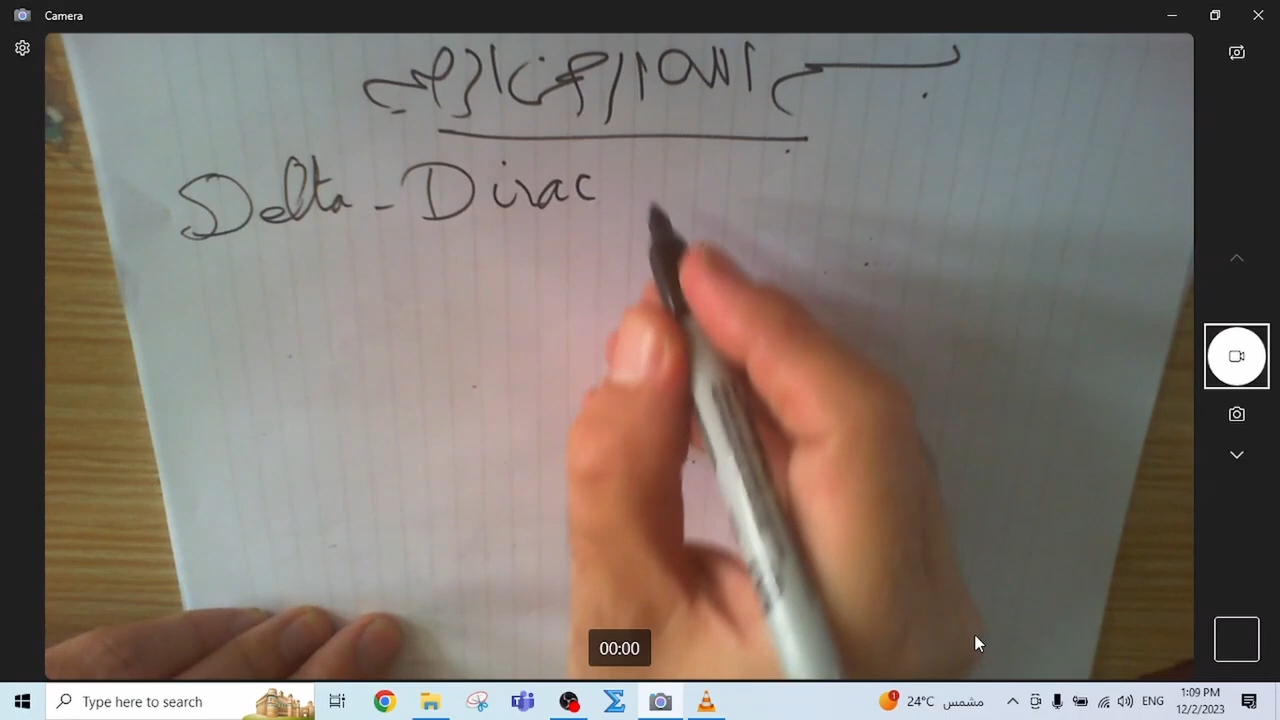 Camera
بسم الله الرحمن الرحيم
Delta - Dirac
00:00
Type here to search
1
24°C مشمس
ENG
1:09 PM
12/2/2023